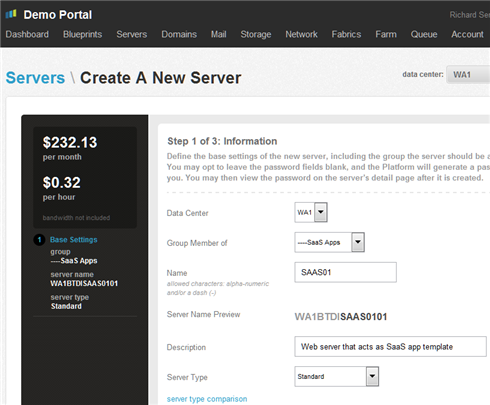 Demo Portal
Richard Ser
Dashboard Blueprints Servers Domains Mail Storage Network Fabrics Farm Queue Account
Servers \ Create A New Server
data center: WA1
$232.13
per month
$0.32
per hour
bandwidth not included
1 Base Settings
group
----SaaS Apps
server name
WA1BTDISAAS0101
server type
Standard
Step 1 of 3: Information
Define the base settings of the new server, including the group the server should be a
You may opt to leave the password fields blank, and the Platform will generate a pas
you. You may then view the password on the server's detail page after it is created.
Data Center WA1
Group Member of ----SaaS Apps
Name SAAS01
allowed characters: alpha-numeric
and/or a dash (-)
Server Name Preview WA1BTDISAAS0101
Description Web server that acts as SaaS app template
Server Type Standard
server type comparison